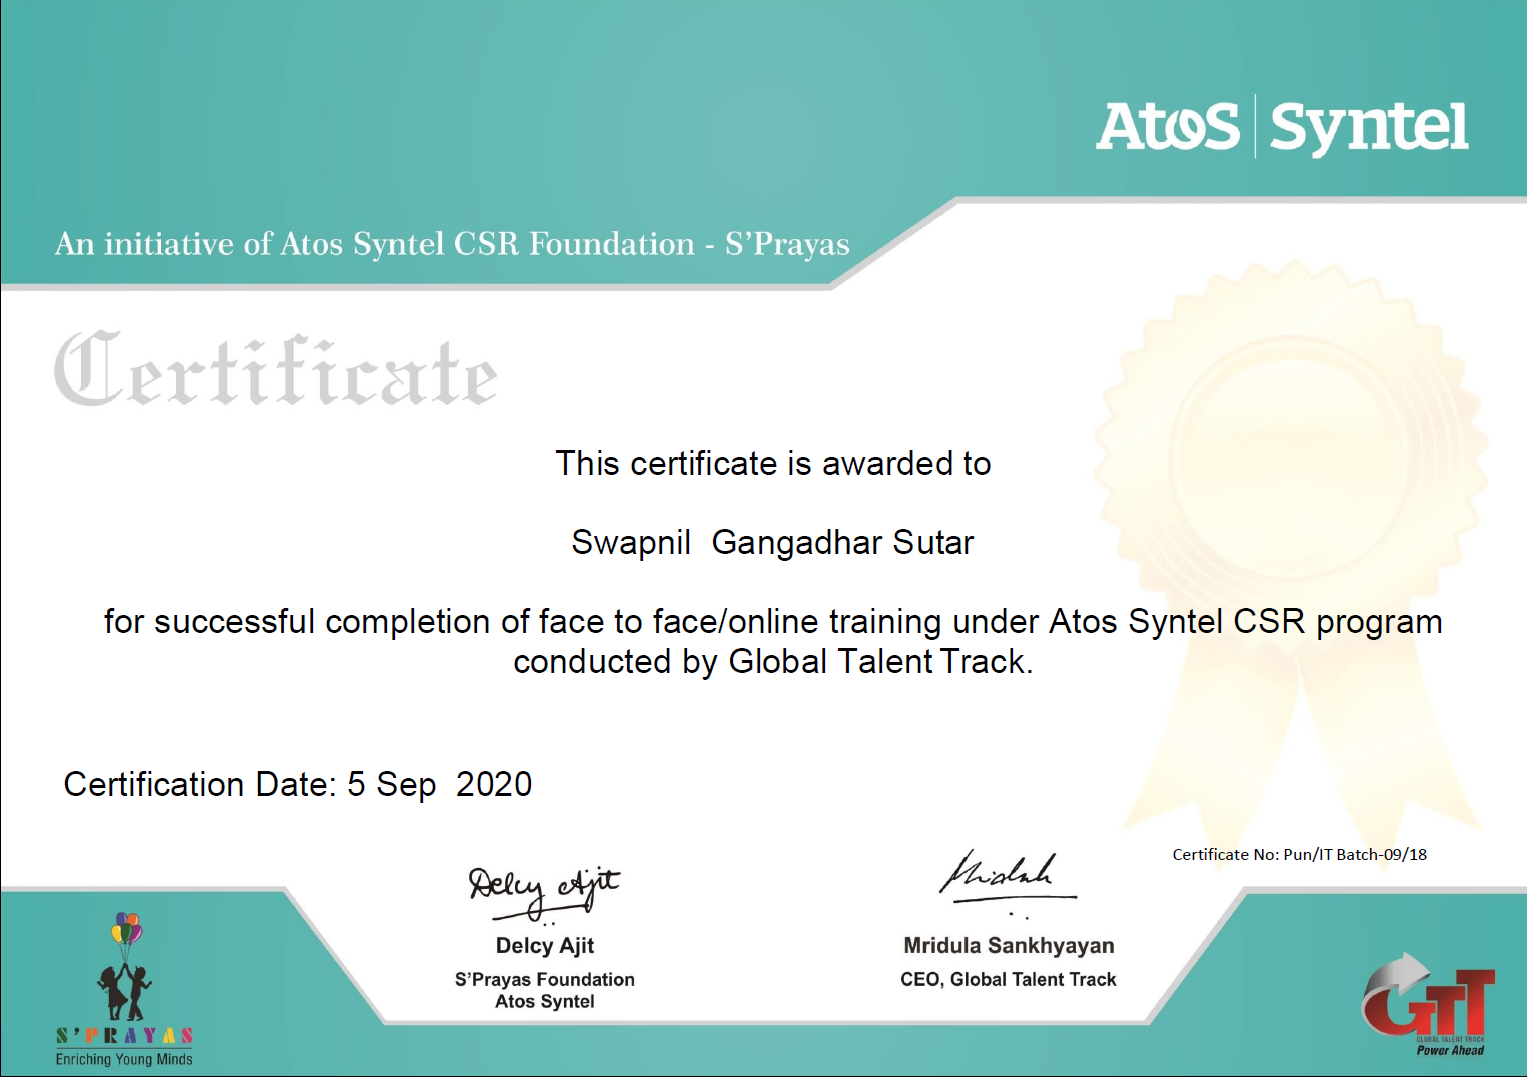 Atos | Syntel
An initiative of Atos Syntel CSR Foundation - S'Prayas
Certificate
This certificate is awarded to
Swapnil  Gangadhar Sutar
for successful completion of face to face/online training under Atos Syntel CSR program
conducted by Global Talent Track.
Certification Date: 5 Sep  2020
Certificate No: Pun/IT Batch-09/18
Delcy Ajit
Delcy Ajit
S'Prayas Foundation
Atos Syntel
Mridula
Mridula Sankhyayan
CEO, Global Talent Track
S'PRAYAS
Enriching Young Minds
GTT
GLOBAL TALENT TRACK
Power Ahead